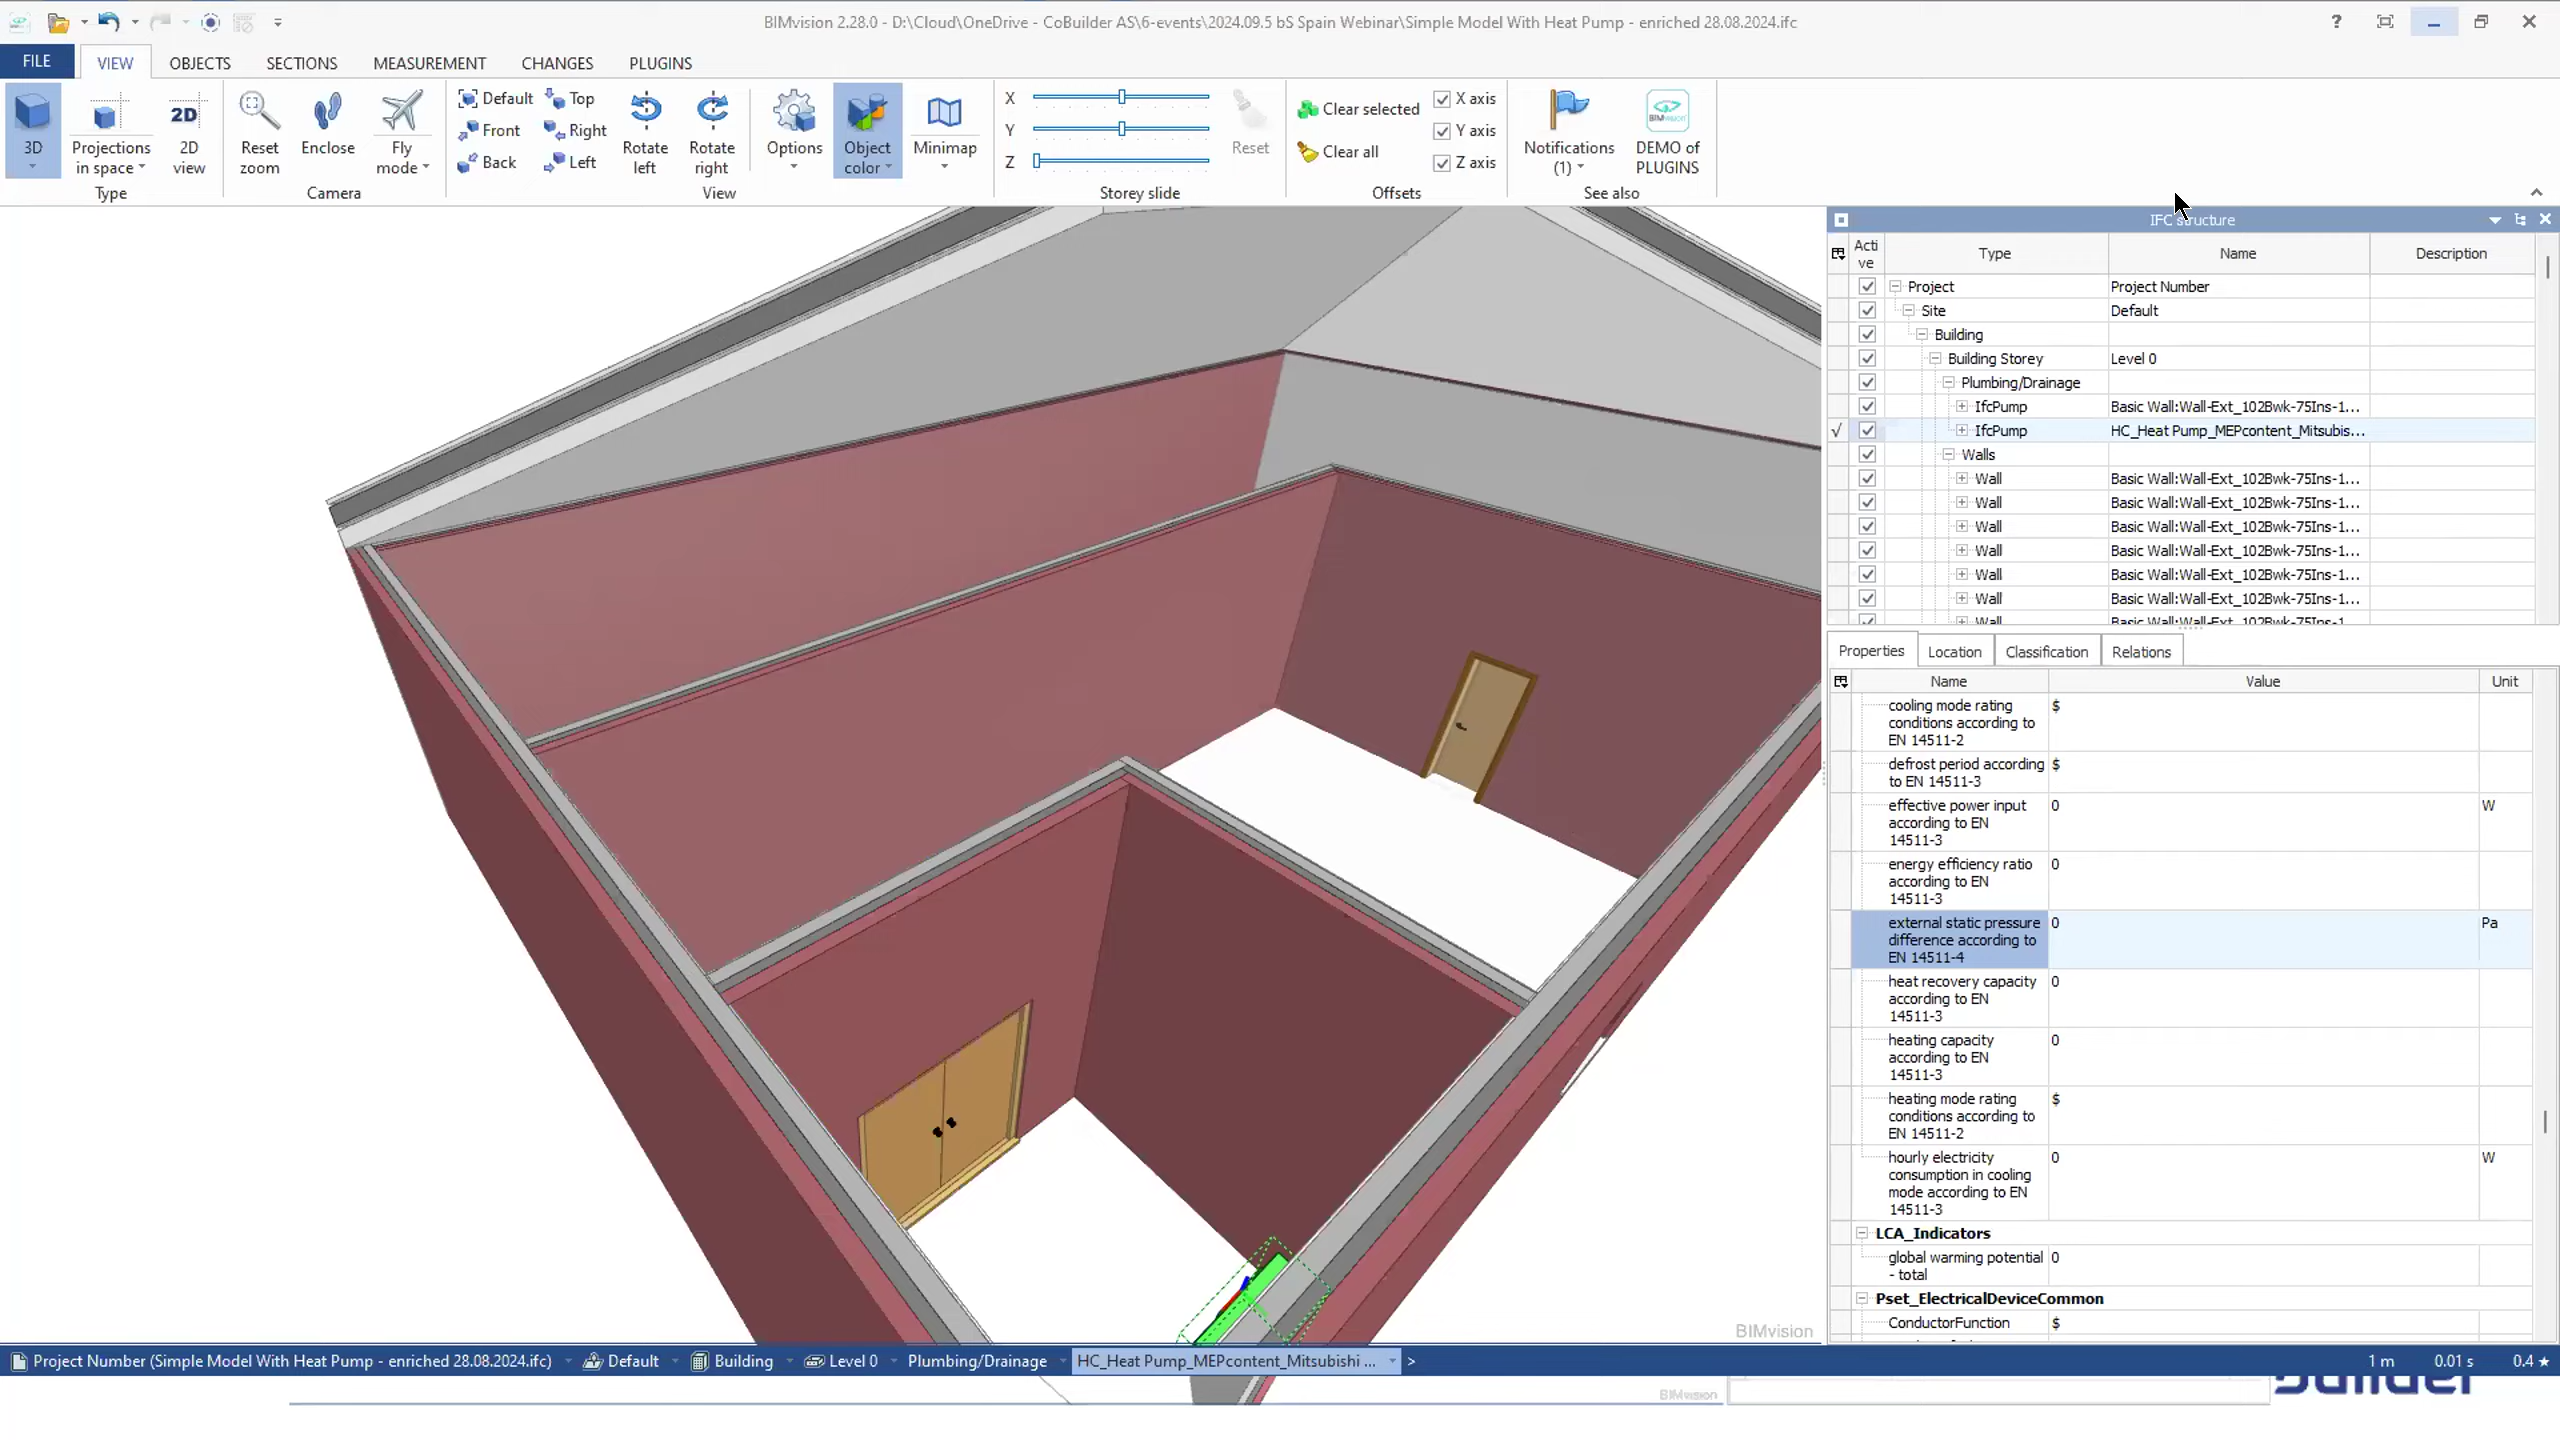 BIMvision 2.28.0 - D:\Cloud\OneDrive - CoBuilder AS\6-events\2024.09.5 bS Spain Webinar\Simple Model With Heat Pump - enriched 28.08.2024.ifc
FILE VIEW OBJECTS SECTIONS MEASUREMENT CHANGES PLUGINS
3D
Projections in space
2D view
Type
Reset zoom
Enclose
Fly mode
Camera
Default
Front
Back
Top
Right
Left
Rotate left
Rotate right
Options
Object color
Minimap
View
X
Y
Z
Reset
Storey slide
Clear selected
Clear all
X axis
Y axis
Z axis
Offsets
Notifications (1)
BIMvision
DEMO of PLUGINS
See also
IFC structure
Active Type Name Description
Project Project Number
Site Default
Building
Building Storey Level 0
Plumbing/Drainage
IfcPump Basic Wall:Wall-Ext_102Bwk-75Ins-1...
√ IfcPump HC_Heat Pump_MEPcontent_Mitsubis...
Walls
Wall Basic Wall:Wall-Ext_102Bwk-75Ins-1...
Wall Basic Wall:Wall-Ext_102Bwk-75Ins-1...
Wall Basic Wall:Wall-Ext_102Bwk-75Ins-1...
Wall Basic Wall:Wall-Ext_102Bwk-75Ins-1...
Wall Basic Wall:Wall-Ext_102Bwk-75Ins-1...
Wall Basic Wall:Wall-Ext_102Bwk-75Ins-1...
Wall Basic Wall:Wall-Ext_102Bwk-75Ins-1
Properties Location Classification Relations
Name Value Unit
cooling mode rating $
conditions according to
EN 14511-2
defrost period according $
to EN 14511-3
effective power input 0 W
according to EN
14511-3
energy efficiency ratio 0
according to EN
14511-3
external static pressure 0 Pa
difference according to
EN 14511-4
heat recovery capacity 0
according to EN
14511-3
heating capacity 0
according to EN
14511-3
heating mode rating $
conditions according to
EN 14511-2
hourly electricity 0 W
consumption in cooling
mode according to EN
14511-3
LCA_Indicators
global warming potential 0
- total
Pset_ElectricalDeviceCommon
ConductorFunction $
BIMvision
Project Number (Simple Model With Heat Pump - enriched 28.08.2024.ifc) Default Building Level 0 Plumbing/Drainage HC_Heat Pump_MEPcontent_Mitsubishi ... > 1 m 0.01 s 0.4 ★
BIMvision